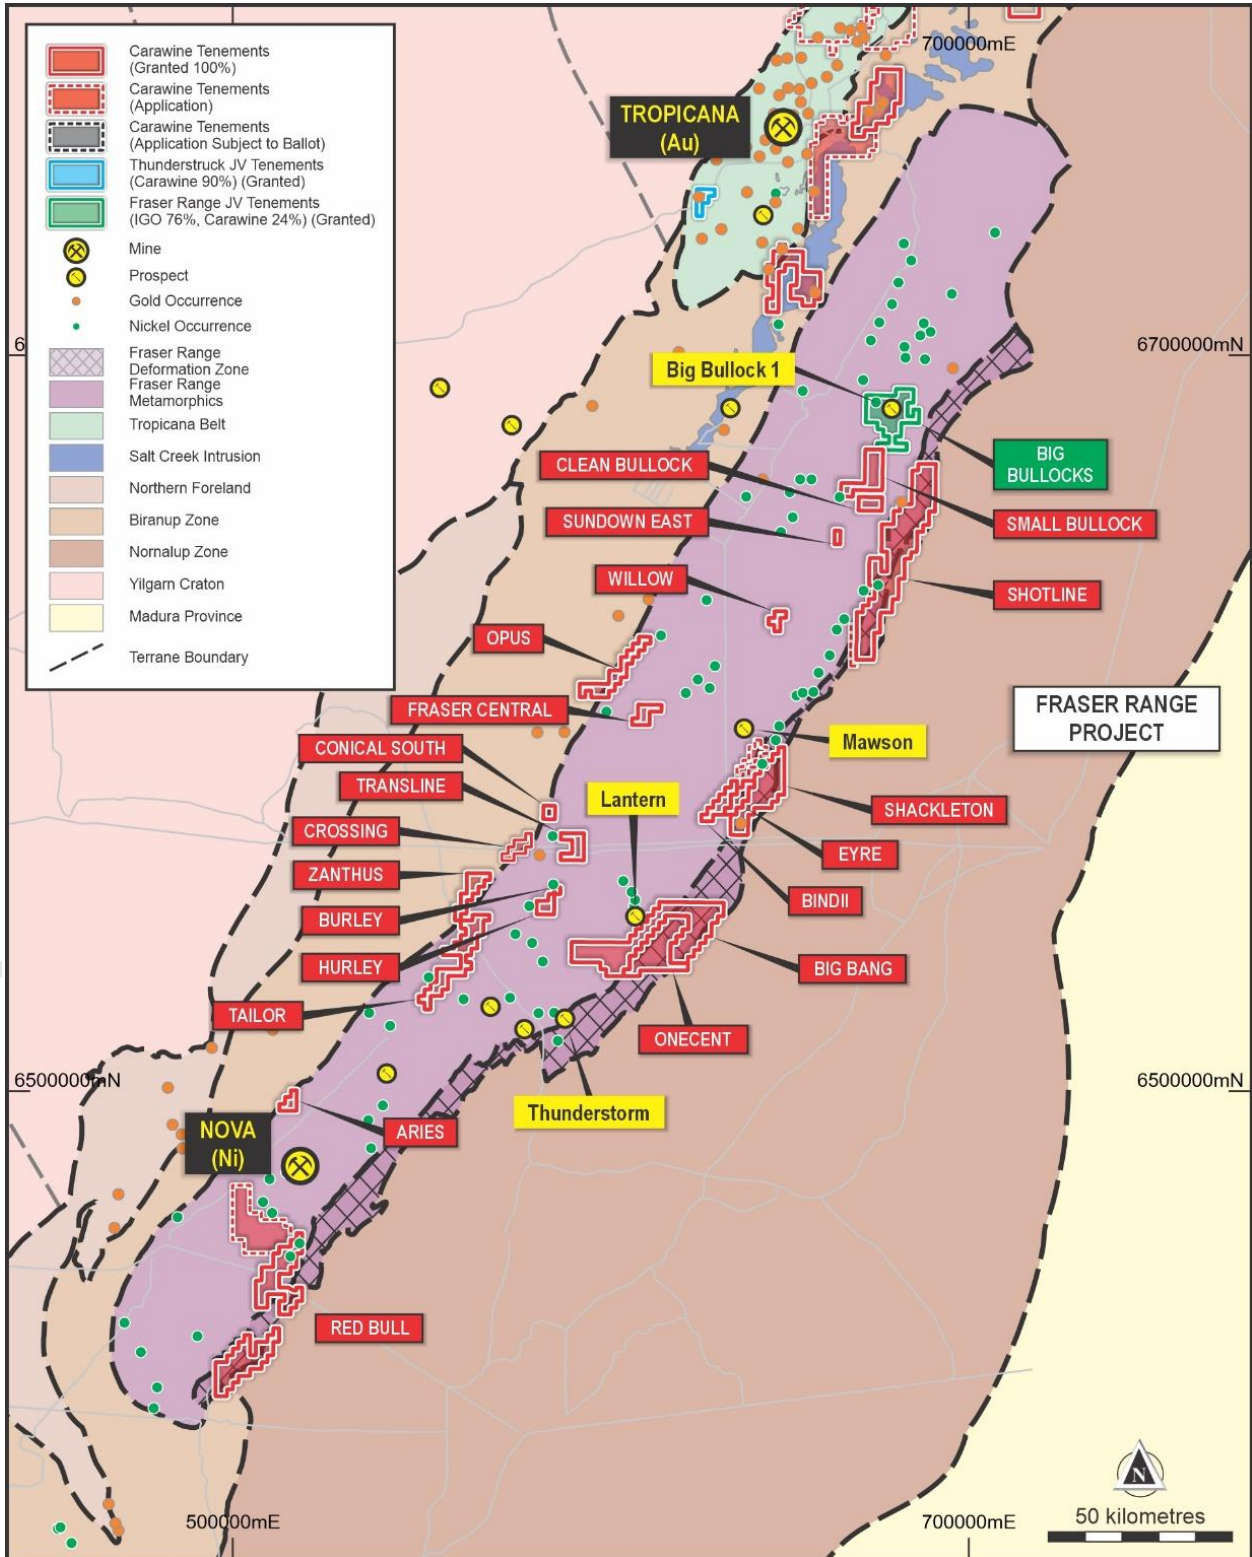 Carawine Tenements
(Granted 100%)
Carawine Tenements
(Application)
Carawine Tenements
(Application Subject to Ballot)
Thunderstruck JV Tenements
(Carawine 90%) (Granted)
Fraser Range JV Tenements
(IGO 76%, Carawine 24%) (Granted)
Mine
Prospect
Gold Occurrence
Nickel Occurrence
Fraser Range
Deformation Zone
Fraser Range
Metamorphics
Tropicana Belt
Salt Creek Intrusion
Northern Foreland
Biranup Zone
Nornalup Zone
Yilgarn Craton
Madura Province
Terrane Boundary
700000mE
TROPICANA
(Au)
6
6700000mN
Big Bullock 1
CLEAN BULLOCK
BIG
BULLOCKS
SUNDOWN EAST
SMALL BULLOCK
WILLOW
SHOTLINE
OPUS
FRASER CENTRAL
FRASER RANGE
PROJECT
CONICAL SOUTH
Mawson
TRANSLINE
Lantern
SHACKLETON
CROSSING
EYRE
ZANTHUS
BINDII
BURLEY
HURLEY
BIG BANG
TAILOR
ONECENT
6500000mN
6500000mN
Thunderstorm
NOVA
(Ni)
ARIES
RED BULL
N
50 kilometres
500000mE
700000mE